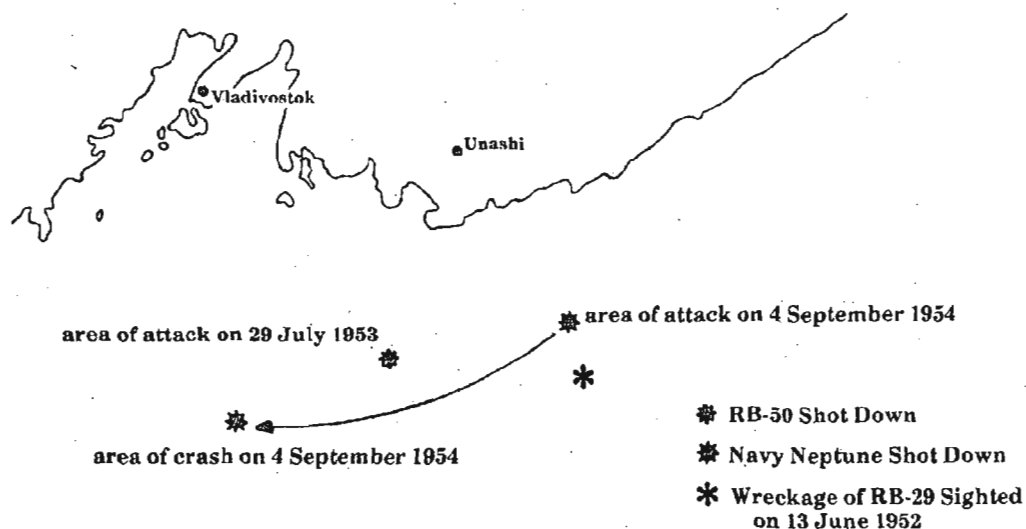 Vladivostok
Unashi
area of attack on 29 July 1953
area of attack on 4 September 1954
area of crash on 4 September 1954
RB-50 Shot Down
Navy Neptune Shot Down
Wreckage of RB-29 Sighted
on 13 June 1952